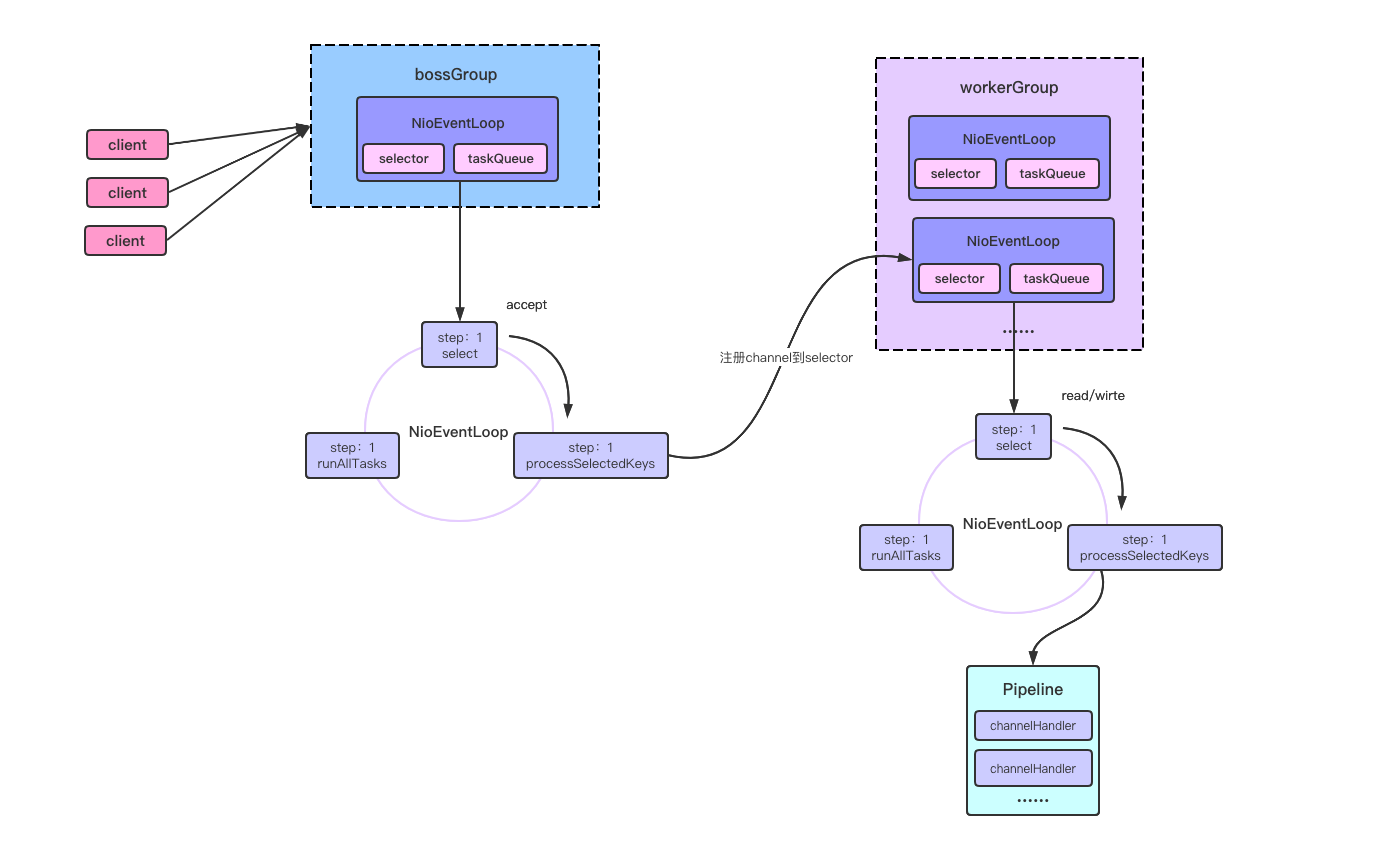 bossGroup
NioEventLoop
selector
taskQueue
client
client
client
accept
step：1
select
NioEventLoop
step：1
runAllTasks
step：1
processSelectedKeys
注册channel到selector
workerGroup
NioEventLoop
selector
taskQueue
NioEventLoop
selector
taskQueue
......
read/wirte
step：1
select
NioEventLoop
step：1
runAllTasks
step：1
processSelectedKeys
Pipeline
channelHandler
channelHandler
......